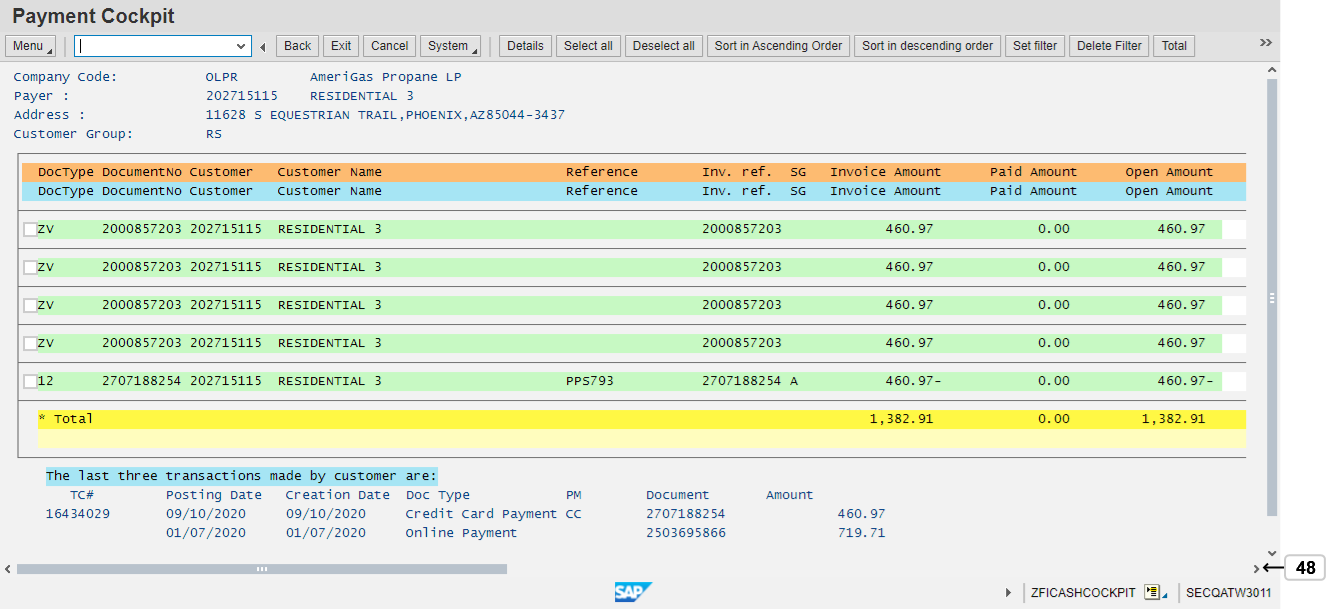 Payment Cockpit
Menu Back Exit Cancel System Details Select all Deselect all Sort in Ascending Order Sort in descending order Set filter Delete Filter Total
Company Code: OLPR AmeriGas Propane LP
Payer : 202715115 RESIDENTIAL 3
Address : 11628 S EQUESTRIAN TRAIL,PHOENIX,AZ85044-3437
Customer Group: RS
DocType DocumentNo Customer Customer Name Reference Inv. ref. SG Invoice Amount Paid Amount Open Amount
DocType DocumentNo Customer Customer Name Reference Inv. ref. SG Invoice Amount Paid Amount Open Amount
ZV 2000857203 202715115 RESIDENTIAL 3 2000857203 460.97 0.00 460.97
ZV 2000857203 202715115 RESIDENTIAL 3 2000857203 460.97 0.00 460.97
ZV 2000857203 202715115 RESIDENTIAL 3 2000857203 460.97 0.00 460.97
ZV 2000857203 202715115 RESIDENTIAL 3 2000857203 460.97 0.00 460.97
12 2707188254 202715115 RESIDENTIAL 3 PPS793 2707188254 A 460.97- 0.00 460.97-
* Total 1,382.91 0.00 1,382.91
The last three transactions made by customer are:
TC# Posting Date Creation Date Doc Type PM Document Amount
16434029 09/10/2020 09/10/2020 Credit Card Payment CC 2707188254 460.97
01/07/2020 01/07/2020 Online Payment 2503695866 719.71
48
SAP ZFICASHCOCKPIT SECQATW3011